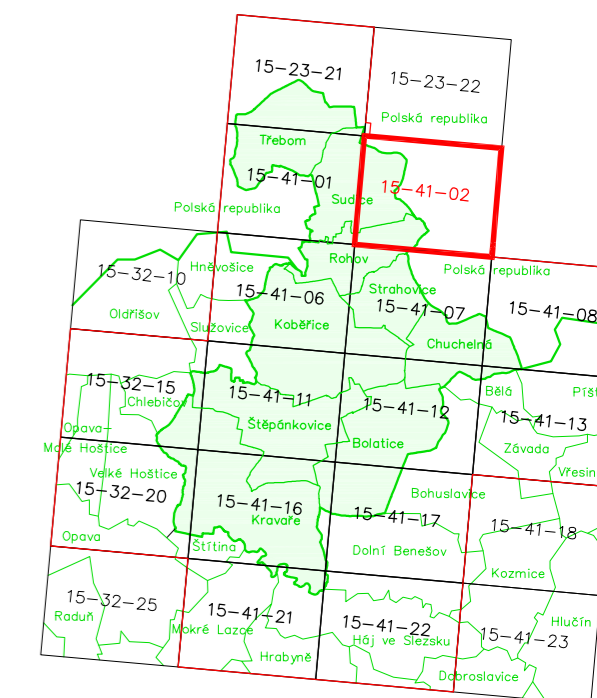 15-23-21
15-23-22
Polská republika
Třebom
15-41-01
15-41-02
Sudice
Polská republika
Rohov
Hněvošice
Polská republika
15-32-10
15-41-06
Strahovice
15-41-07
15-41-08
Oldřišov
Služovice
Kobeřice
Chuchelná
15-32-15
15-41-11
15-41-12
Bělá
Píšť
Chlebičov
15-41-13
Štěpánkovice
Opava-
Malé Hoštice
Bolatice
Závada
Velké Hoštice
Vřesin
15-32-20
15-41-16
Bohuslavice
Kravaře
15-41-17
15-41-18
Opava
Štítina
Dolní Benešov
Kozmice
15-32-25
Raduň
15-41-21
15-41-22
Hlučín
Mokré Lazce
Háj ve Slezsku
15-41-23
Hrabyně
Dobroslavice